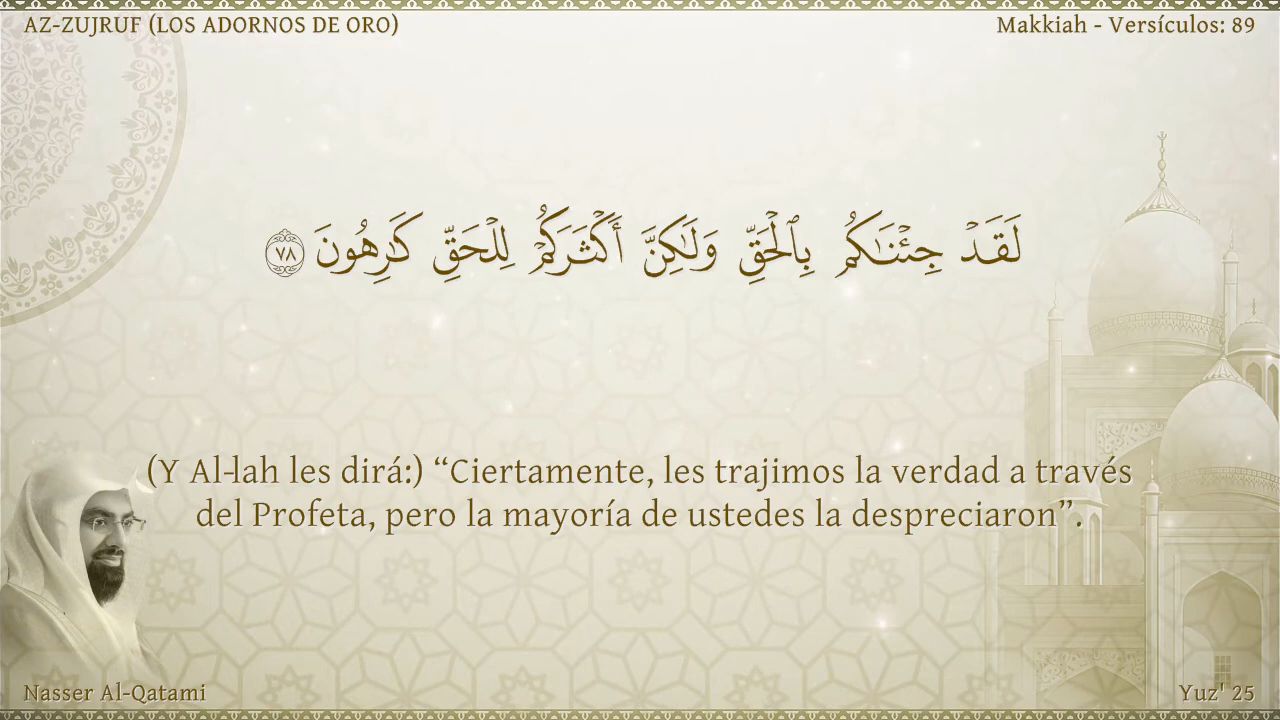 AZ-ZUJRUF (LOS ADORNOS DE ORO)
Makkiah - Versículos: 89
لَقَدْ جِئْنَـٰكُم بِٱلْحَقِّ وَلَـٰكِنَّ أَكْثَرَكُمْ لِلْحَقِّ كَـٰرِهُونَ ٧٨
(Y Al-lah les dirá:) “Ciertamente, les trajimos la verdad a través
del Profeta, pero la mayoría de ustedes la despreciaron”.
Nasser Al-Qatami
Yuz' 25